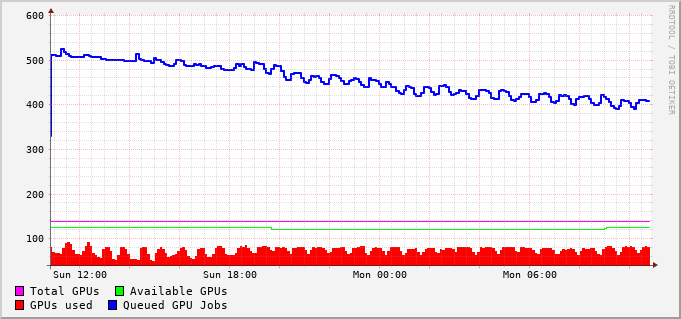 600
500
400
300
200
100
Sun 12:00 Sun 18:00 Mon 00:00 Mon 06:00
Total GPUs Available GPUs
GPUs used Queued GPU Jobs
RRDTOOL / TOBI OETIKER